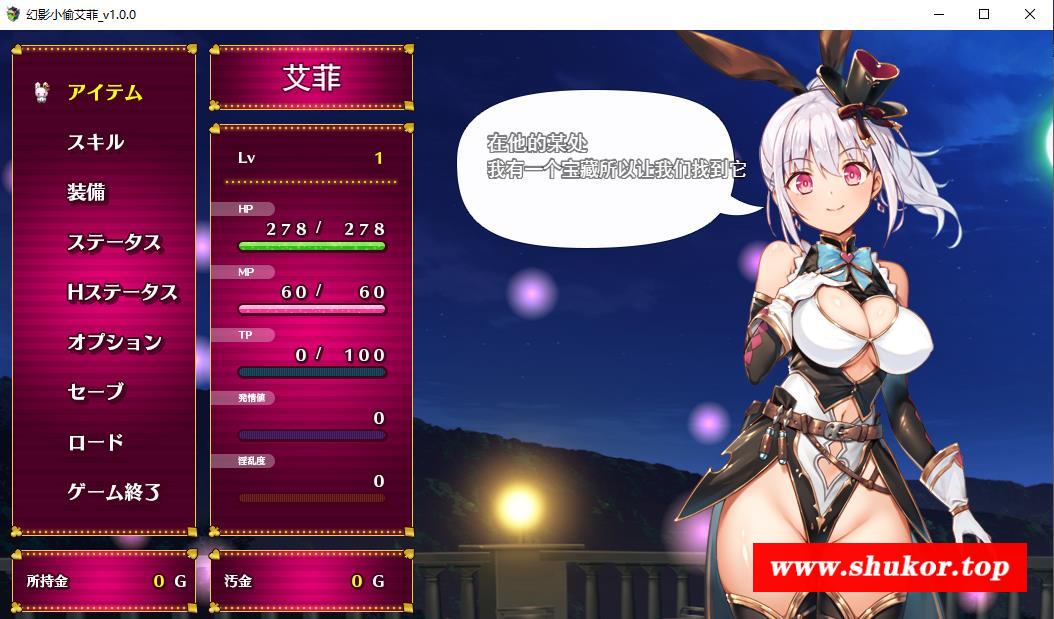 幻影小偷艾菲_v1.0.0
アイテム
スキル
装備
ステータス
Hステータス
オプション
セーブ
ロード
ゲーム終了
所持金 0 G
艾菲
Lv 1
HP
278 / 278
MP
60 / 60
TP
0 / 100
発情値
0
淫乱度
0
汚金 0 G
在他的某处
我有一个宝藏所以让我们找到它
www.shukor.top